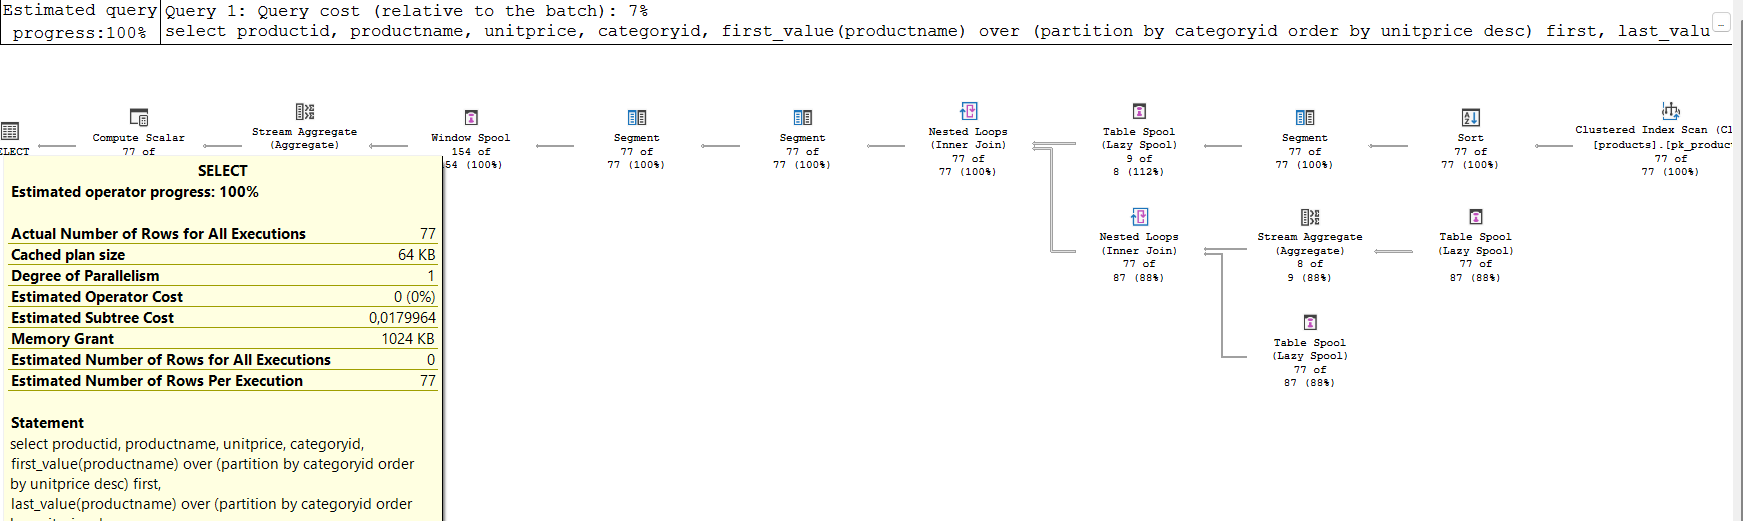 Estimated query
progress:100%
Query 1: Query cost (relative to the batch): 7%
select productid, productname, unitprice, categoryid, first_value(productname) over (partition by categoryid order by unitprice desc) first, last_valu
ELECT
Compute Scalar
77 of
Stream Aggregate
(Aggregate)
Window Spool
154 of
54 (100%)
Segment
77 of
77 (100%)
Segment
77 of
77 (100%)
Nested Loops
(Inner Join)
77 of
77 (100%)
Table Spool
(Lazy Spool)
9 of
8 (112%)
Segment
77 of
77 (100%)
Sort
77 of
77 (100%)
Clustered Index Scan (Cl
[products].[pk_produc
77 of
77 (100%)
Nested Loops
(Inner Join)
77 of
87 (88%)
Stream Aggregate
(Aggregate)
8 of
9 (88%)
Table Spool
(Lazy Spool)
77 of
87 (88%)
Table Spool
(Lazy Spool)
77 of
87 (88%)
SELECT
Estimated operator progress: 100%
Actual Number of Rows for All Executions 77
Cached plan size 64 KB
Degree of Parallelism 1
Estimated Operator Cost 0 (0%)
Estimated Subtree Cost 0,0179964
Memory Grant 1024 KB
Estimated Number of Rows for All Executions 0
Estimated Number of Rows Per Execution 77
Statement
select productid, productname, unitprice, categoryid,
first_value(productname) over (partition by categoryid order
by unitprice desc) first,
last_value(productname) over (partition by categoryid order